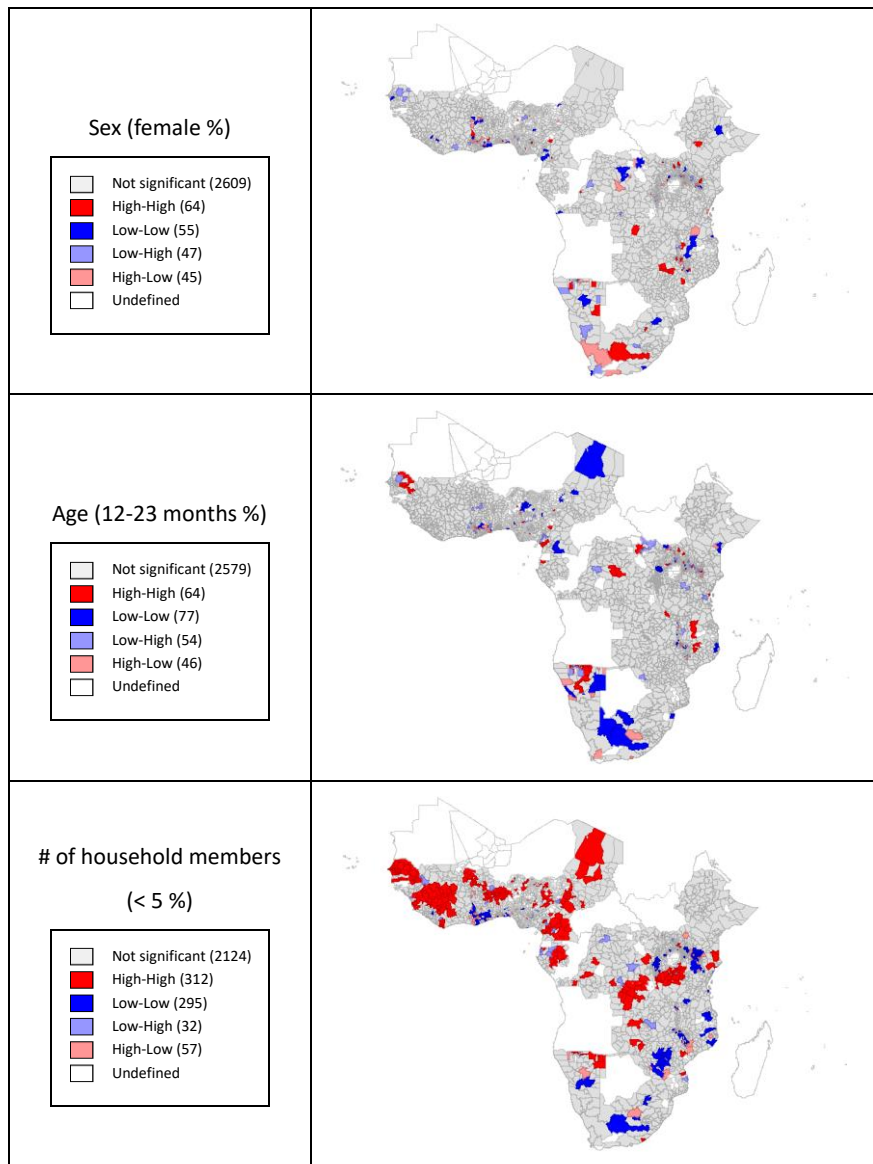 Sex (female %)
Not significant (2609)
High-High (64)
Low-Low (55)
Low-High (47)
High-Low (45)
Undefined
Age (12-23 months %)
Not significant (2579)
High-High (64)
Low-Low (77)
Low-High (54)
High-Low (46)
Undefined
# of household members
(< 5 %)
Not significant (2124)
High-High (312)
Low-Low (295)
Low-High (32)
High-Low (57)
Undefined